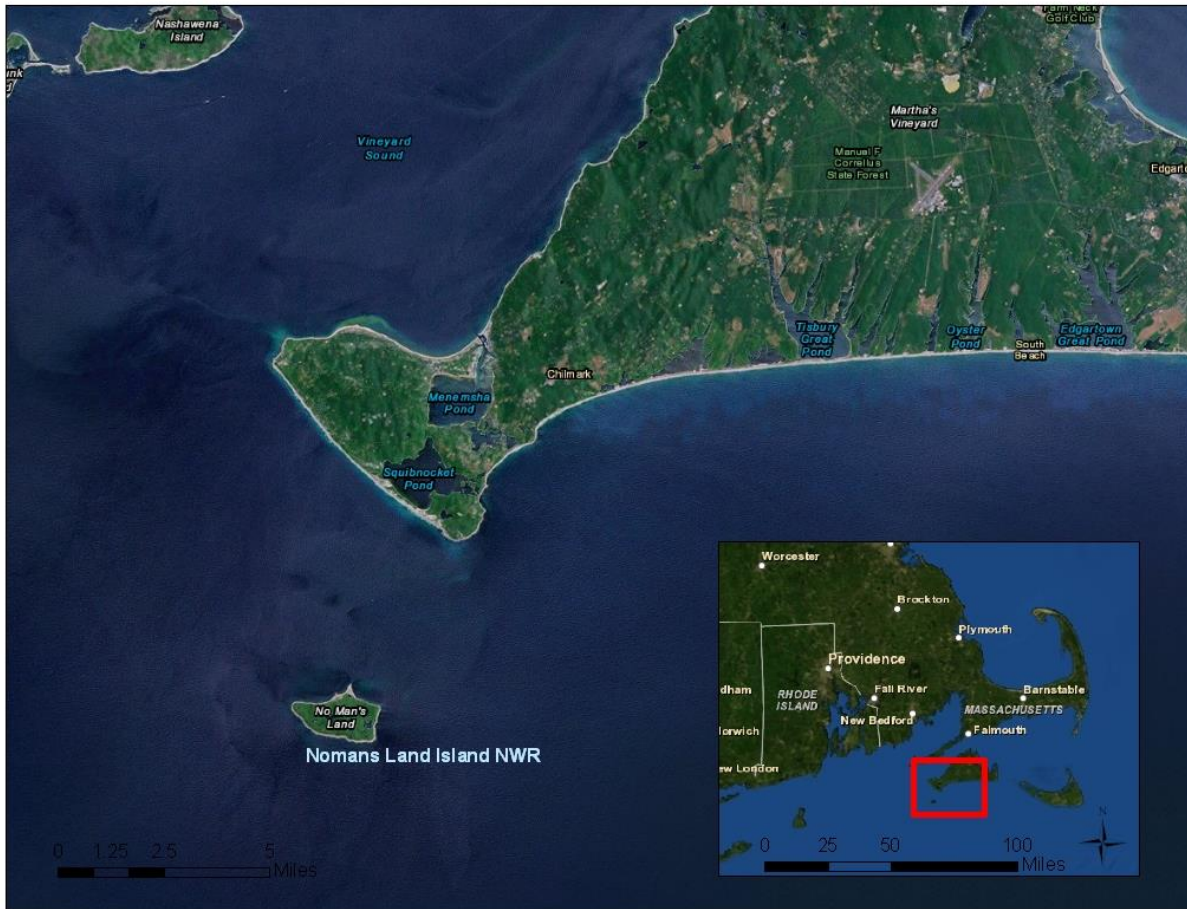 Nashawena
Island
Farm Neck
Golf Club
unk
d
Martha's
Vineyard
Vineyard
Sound
Manuel F
Correllus
State Forest
Edgarto
Tisbury
Great
Pond
Oyster
Pond
South
Beach
Edgartown
Great Pond
Chilmark
Menemsha
Pond
Squibnocket
Pond
No Man's
Land
Nomans Land Island NWR
0 1.25 2.5 5
Miles
Worcester
Brockton
Plymouth
Providence
dham
RHODE
ISLAND
Fall River
Barnstable
MASSACHUSETTS
New Bedford
Norwich
Falmouth
ew London
N
0 25 50 100
Miles